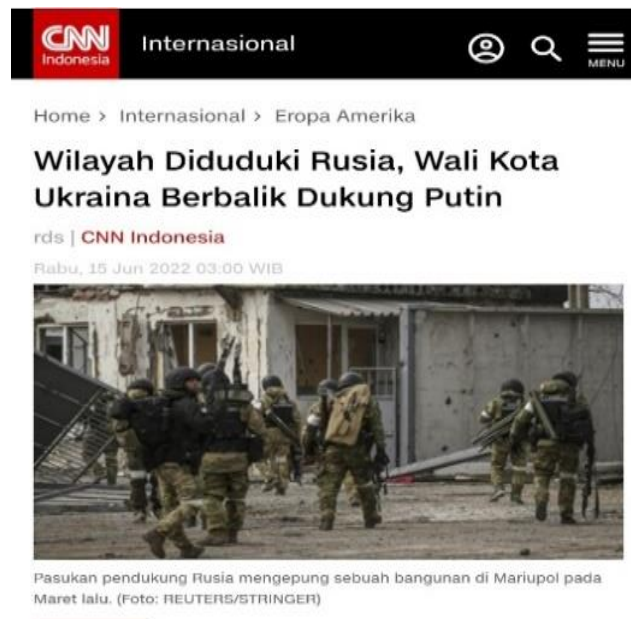 CNN
Indonesia
Internasional
MENU
Home > Internasional > Eropa Amerika
Wilayah Diduduki Rusia, Wali Kota
Ukraina Berbalik Dukung Putin
rds | CNN Indonesia
Rabu, 15 Jun 2022 03:00 WIB
Pasukan pendukung Rusia mengepung sebuah bangunan di Mariupol pada
Maret lalu. (Foto: REUTERS/STRINGER)